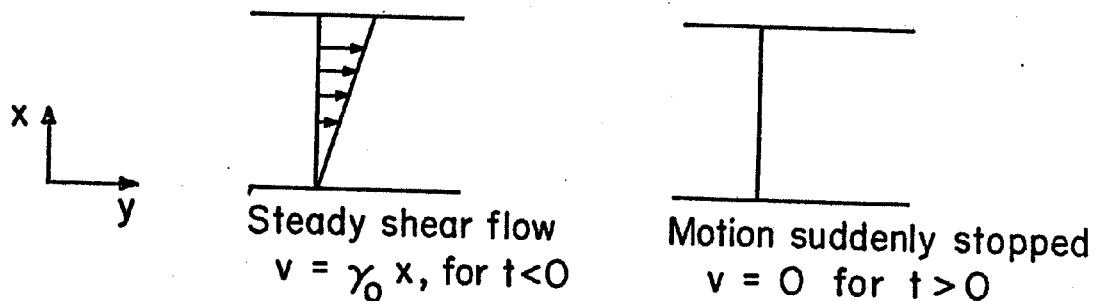 x
y
Steady shear flow
v = γ₀ x, for t<0
Motion suddenly stopped
v = 0 for t>0